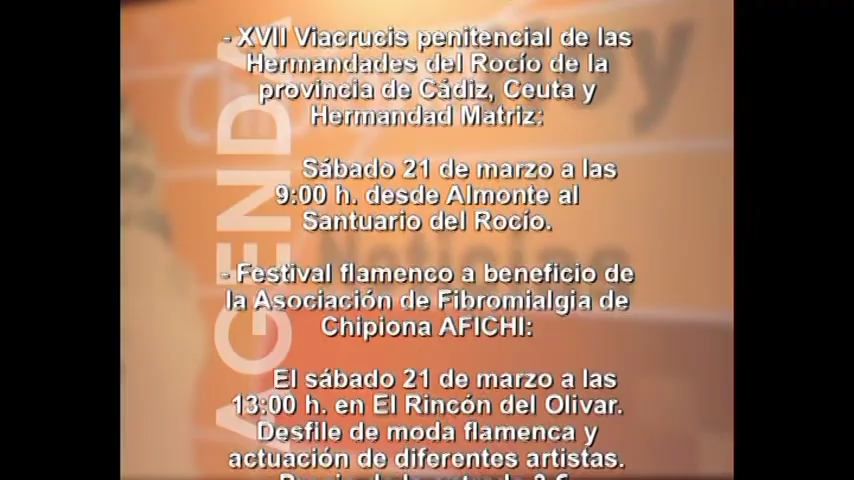 - XVII Viacrucis penitencial de las
Hermandades del Rocío de la
provincia de Cádiz, Ceuta y
Hermandad Matriz:
Sábado 21 de marzo a las
9:00 h. desde Almonte al
Santuario del Rocío.
- Festival flamenco a beneficio de
la Asociación de Fibromialgia de
Chipiona AFICHI:
El sábado 21 de marzo a las
13:00 h. en El Rincón del Olivar.
Desfile de moda flamenca y
actuación de diferentes artistas.
AGENDA
Hoy
Noticias